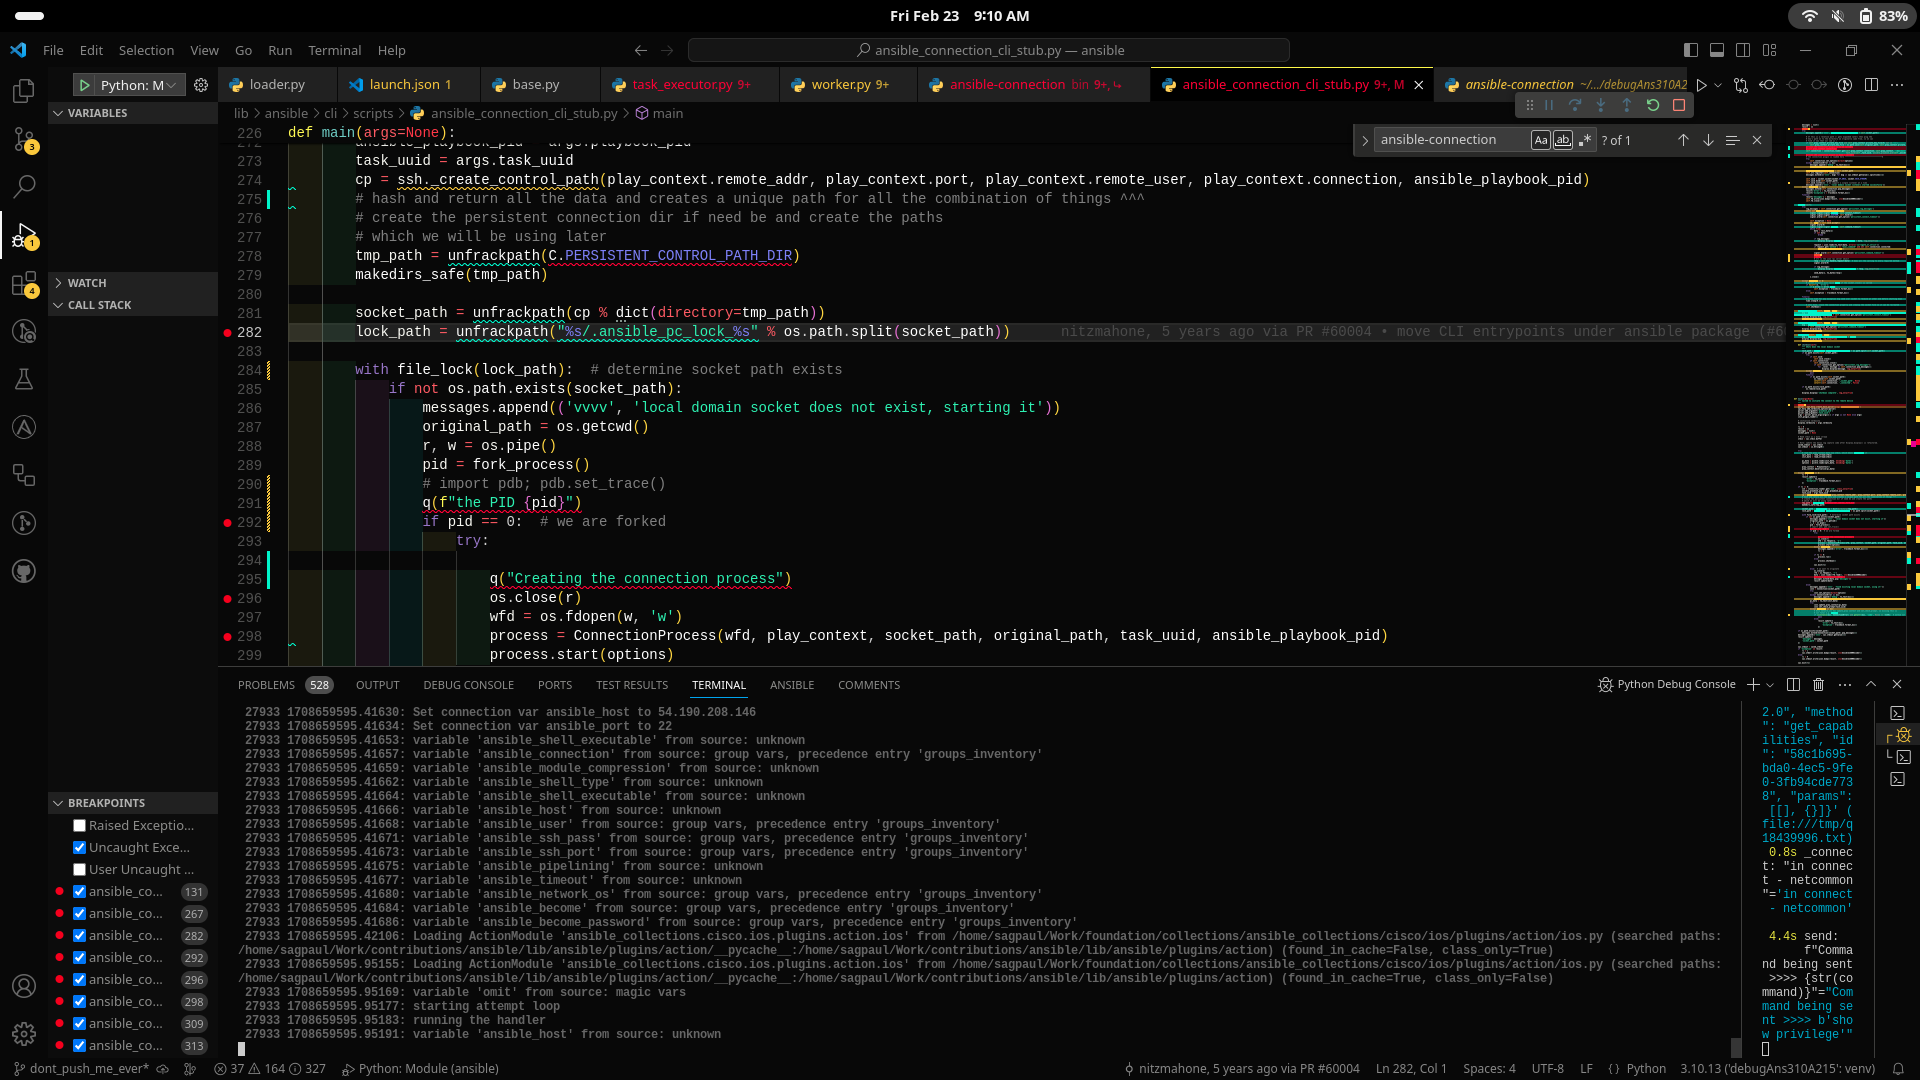 Fri Feb 23 9:10 AM
83%
File Edit Selection View Go Run Terminal Help
ansible_connection_cli_stub.py — ansible
Python: M
loader.py
launch.json 1
base.py
task_executor.py 9+
worker.py 9+
ansible-connection bin 9+,
ansible_connection_cli_stub.py 9+, M
ansible-connection ~/.../debugAns310A2
VARIABLES
lib > ansible > cli > scripts > ansible_connection_cli_stub.py > main
ansible-connection
Aa ab .*
? of 1
226 def main(args=None):
273 task_uuid = args.task_uuid
274 cp = ssh._create_control_path(play_context.remote_addr, play_context.port, play_context.remote_user, play_context.connection, ansible_playbook_pid)
275 # hash and return all the data and creates a unique path for all the combination of things ^^^
276 # create the persistent connection dir if need be and create the paths
277 # which we will be using later
278 tmp_path = unfrackpath(C.PERSISTENT_CONTROL_PATH_DIR)
279 makedirs_safe(tmp_path)
280
281 socket_path = unfrackpath(cp % dict(directory=tmp_path))
282 lock_path = unfrackpath("%s/.ansible_pc_lock_%s" % os.path.split(socket_path)) nitzmahone, 5 years ago via PR #60004 • move CLI entrypoints under ansible package (#6
283
284 with file_lock(lock_path):  # determine socket path exists
285 if not os.path.exists(socket_path):
286 messages.append(('vvvv', 'local domain socket does not exist, starting it'))
287 original_path = os.getcwd()
288 r, w = os.pipe()
289 pid = fork_process()
290 # import pdb; pdb.set_trace()
291 q(f"the PID {pid}")
292 if pid == 0:  # we are forked
293 try:
294
295 q("Creating the connection process")
296 os.close(r)
297 wfd = os.fdopen(w, 'w')
298 process = ConnectionProcess(wfd, play_context, socket_path, original_path, task_uuid, ansible_playbook_pid)
299 process.start(options)
3
1
4
WATCH
CALL STACK
BREAKPOINTS
Raised Exceptio...
Uncaught Exce...
User Uncaught ...
ansible_co... 131
ansible_co... 267
ansible_co... 282
ansible_co... 292
ansible_co... 296
ansible_co... 298
ansible_co... 309
ansible_co... 313
PROBLEMS 528 OUTPUT DEBUG CONSOLE PORTS TEST RESULTS TERMINAL ANSIBLE COMMENTS
Python Debug Console
27933 1708659595.41630: Set connection var ansible_host to 54.190.208.146
27933 1708659595.41634: Set connection var ansible_port to 22
27933 1708659595.41653: variable 'ansible_shell_executable' from source: unknown
27933 1708659595.41657: variable 'ansible_connection' from source: group vars, precedence entry 'groups_inventory'
27933 1708659595.41659: variable 'ansible_module_compression' from source: unknown
27933 1708659595.41662: variable 'ansible_shell_type' from source: unknown
27933 1708659595.41664: variable 'ansible_shell_executable' from source: unknown
27933 1708659595.41666: variable 'ansible_host' from source: unknown
27933 1708659595.41668: variable 'ansible_user' from source: group vars, precedence entry 'groups_inventory'
27933 1708659595.41671: variable 'ansible_ssh_pass' from source: group vars, precedence entry 'groups_inventory'
27933 1708659595.41673: variable 'ansible_ssh_port' from source: group vars, precedence entry 'groups_inventory'
27933 1708659595.41675: variable 'ansible_pipelining' from source: unknown
27933 1708659595.41677: variable 'ansible_timeout' from source: unknown
27933 1708659595.41680: variable 'ansible_network_os' from source: group vars, precedence entry 'groups_inventory'
27933 1708659595.41684: variable 'ansible_become' from source: group vars, precedence entry 'groups_inventory'
27933 1708659595.41686: variable 'ansible_become_password' from source: group vars, precedence entry 'groups_inventory'
27933 1708659595.42106: Loading ActionModule 'ansible_collections.cisco.ios.plugins.action.ios' from /home/sagpaul/Work/foundation/collections/ansible_collections/cisco/ios/plugins/action/ios.py (searched paths:
/home/sagpaul/Work/contributions/ansible/lib/ansible/plugins/action/__pycache__:/home/sagpaul/Work/contributions/ansible/lib/ansible/plugins/action) (found_in_cache=False, class_only=True)
27933 1708659595.95155: Loading ActionModule 'ansible_collections.cisco.ios.plugins.action.ios' from /home/sagpaul/Work/foundation/collections/ansible_collections/cisco/ios/plugins/action/ios.py (searched paths:
/home/sagpaul/Work/contributions/ansible/lib/ansible/plugins/action/__pycache__:/home/sagpaul/Work/contributions/ansible/lib/ansible/plugins/action) (found_in_cache=True, class_only=False)
27933 1708659595.95169: variable 'omit' from source: magic vars
27933 1708659595.95177: starting attempt loop
27933 1708659595.95183: running the handler
27933 1708659595.95191: variable 'ansible_host' from source: unknown
2.0", "method
": "get_capab
ilities", "id
": "58c1b695-
bda0-4ec5-9fe
0-3fb94cde773
8", "params":
[[], {}]}' (
file:///tmp/q
18439996.txt)
0.8s _connec
t: "in connec
t - netcommon
"='in connect
- netcommon'
4.4s send:
f"Comma
nd being sent
>>>> {str(co
mmand)}"="Com
mand being se
nt >>>> b'sho
w privilege'"
dont_push_me_ever* 37 164 327 Python: Module (ansible)
nitzmahone, 5 years ago via PR #60004 Ln 282, Col 1 Spaces: 4 UTF-8 LF { } Python 3.10.13 ('debugAns310A215': venv)